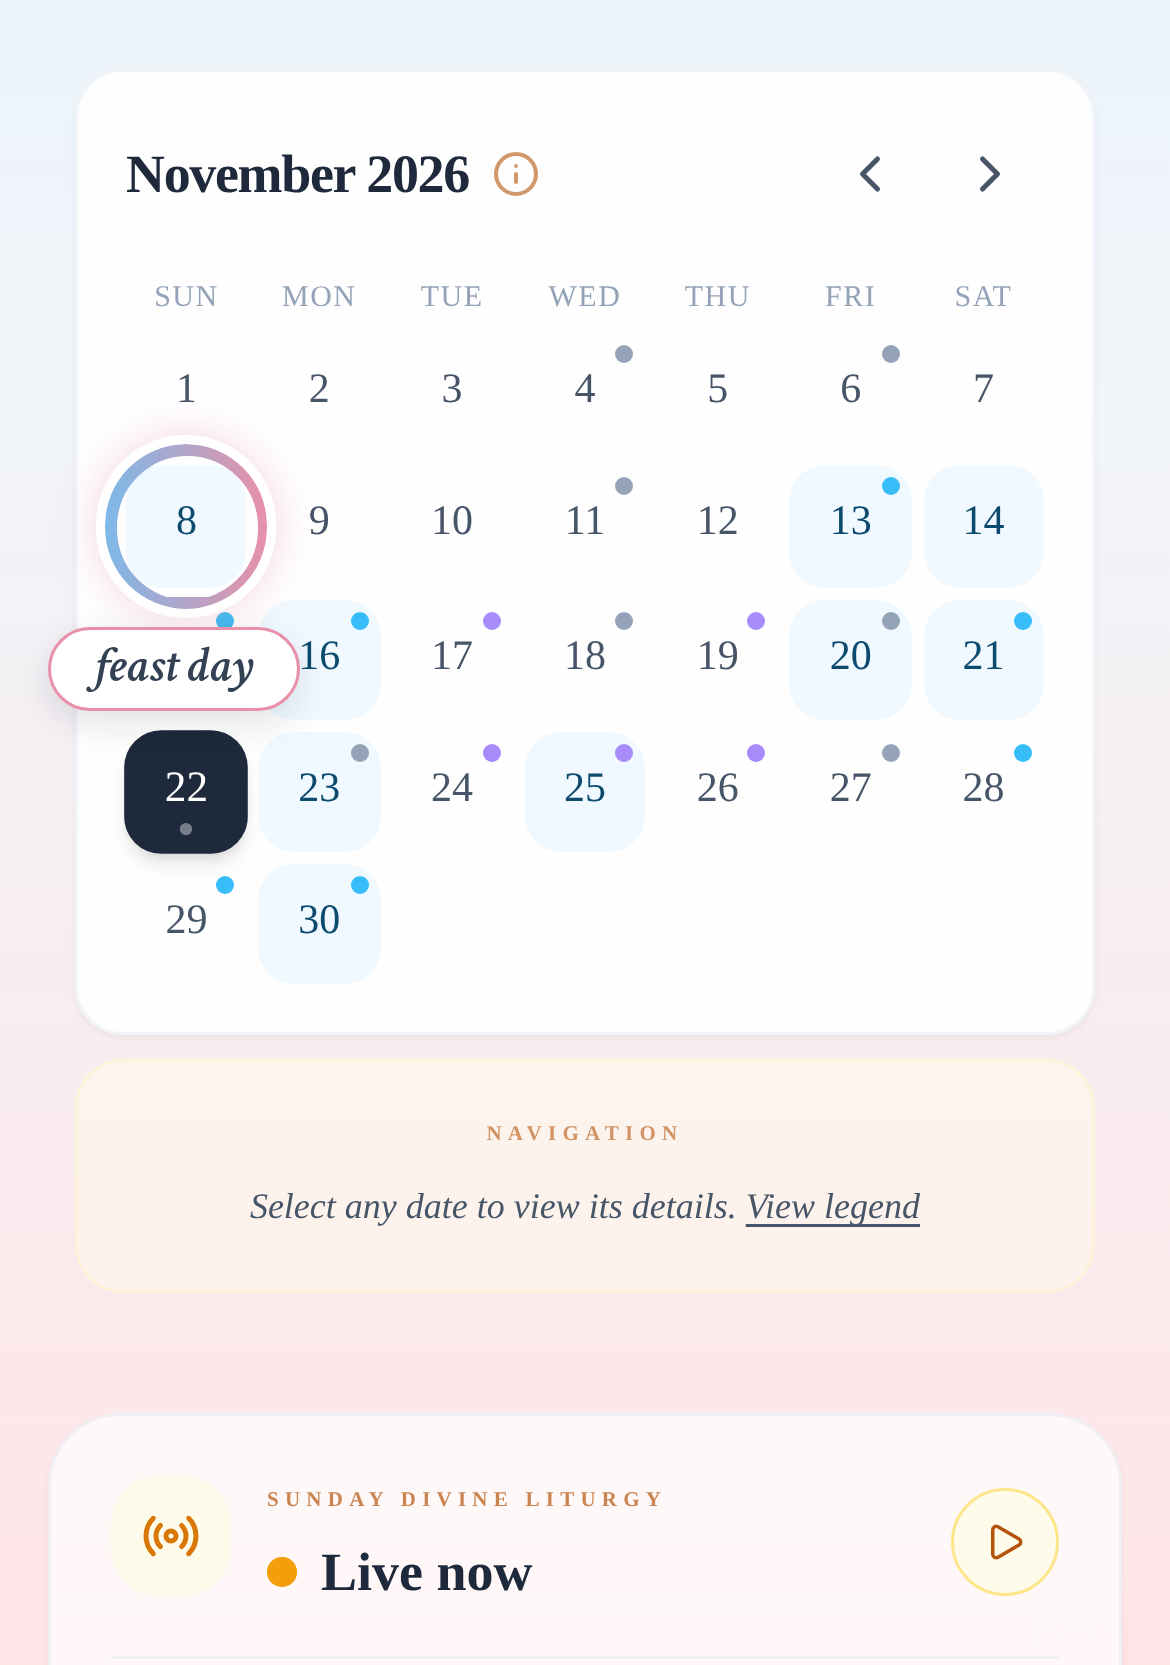 November 2026
SUN MON TUE WED THU FRI SAT
1 2 3 4 5 6 7
8 9 10 11 12 13 14
feast day 16 17 18 19 20 21
22 23 24 25 26 27 28
29 30
NAVIGATION
Select any date to view its details. View legend
SUNDAY DIVINE LITURGY
Live now